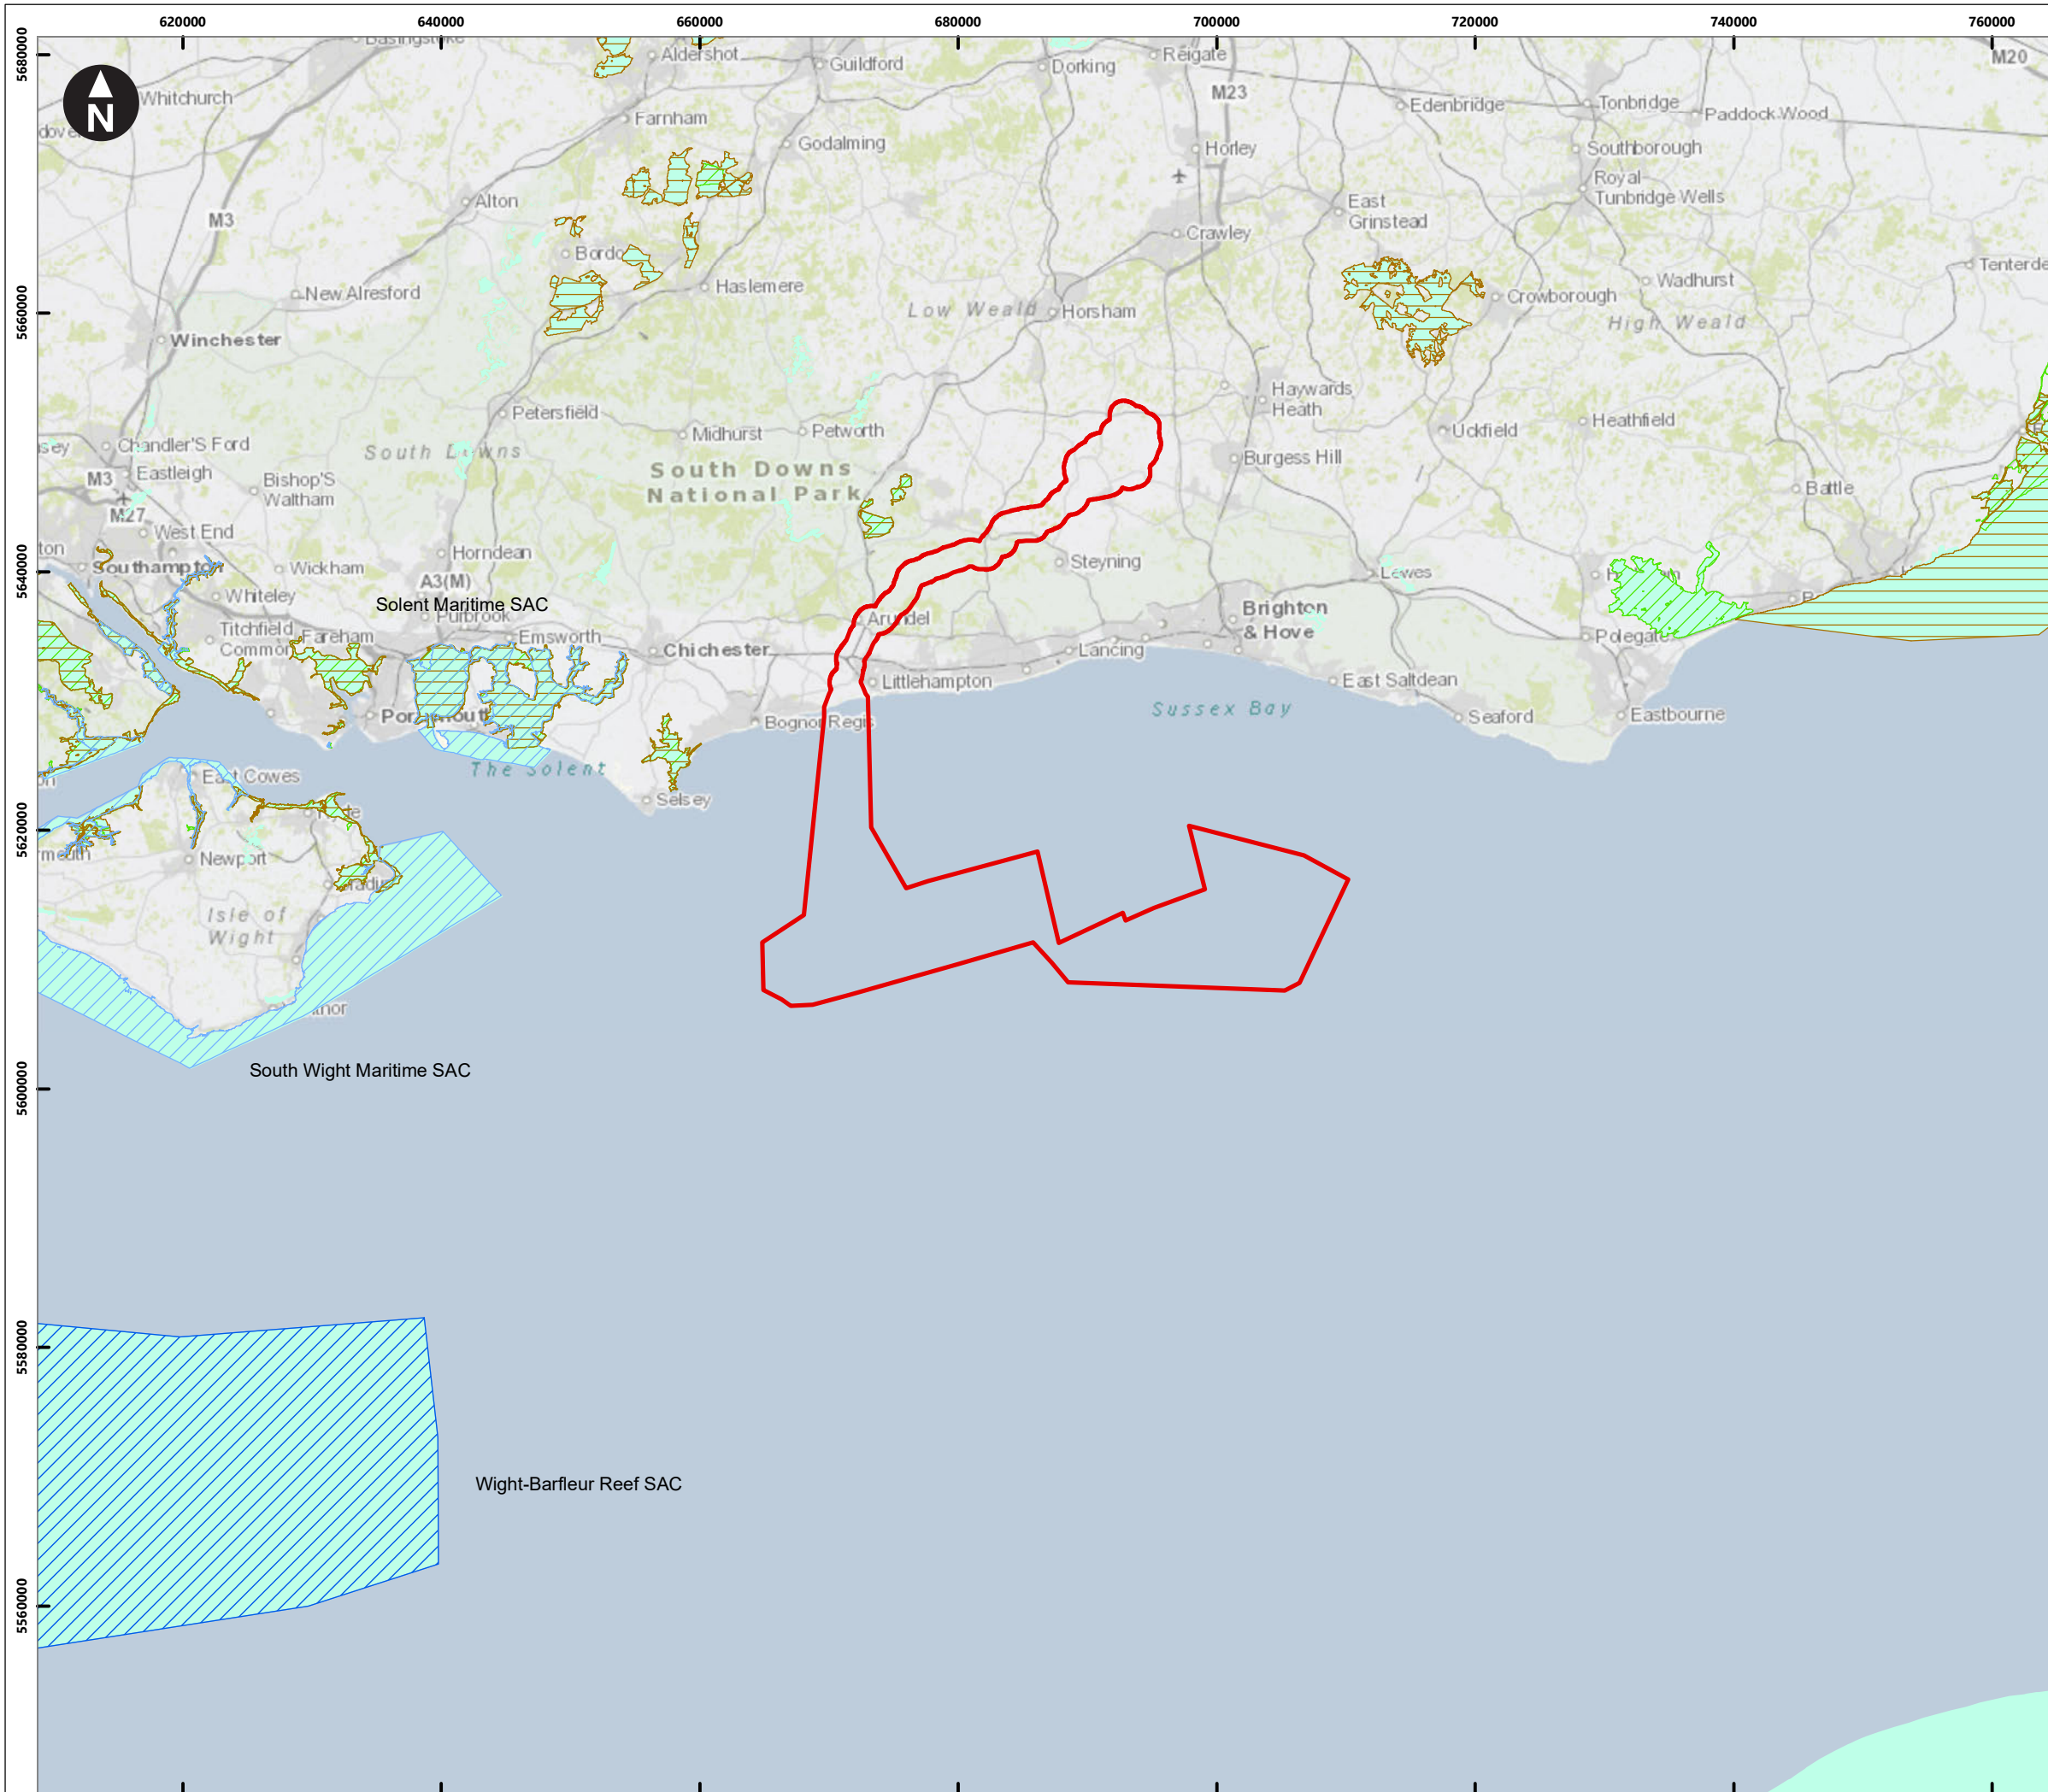 620000 640000 660000 680000 700000 720000 740000 760000
5680000
5660000
5640000
5620000
5600000
5580000
5560000
N
Basingstoke
Aldershot
Guildford
Dorking
Reigate
M23
M20
Whitchurch
Edenbridge
Tonbridge
Paddock Wood
Farnham
Godalming
Horley
Southborough
Royal
Tunbridge Wells
Alton
M3
East
Grinstead
Crawley
Haslemere
New Alresford
Low Weald
Horsham
Crowborough
Wadhurst
High Weald
Winchester
Haywards
Heath
Petersfield
Midhurst
Petworth
Uckfield
Heathfield
Chandler'S Ford
South Downs
Burgess Hill
M3
Eastleigh
Bishop'S
Waltham
South Downs
National Park
Battle
M27
West End
Horndean
Steyning
Lewes
Southampton
Wickham
A3(M)
Whiteley
Solent Maritime SAC
Purbrook
Arundel
Brighton
& Hove
Titchfield
Common
Fareham
Emsworth
Chichester
Lancing
Polegate
Littlehampton
East Saltdean
Portsmouth
Bognor Regis
Sussex Bay
Seaford
Eastbourne
The Solent
East Cowes
Selsey
Newport
Isle of
Wight
South Wight Maritime SAC
Wight-Barfleur Reef SAC